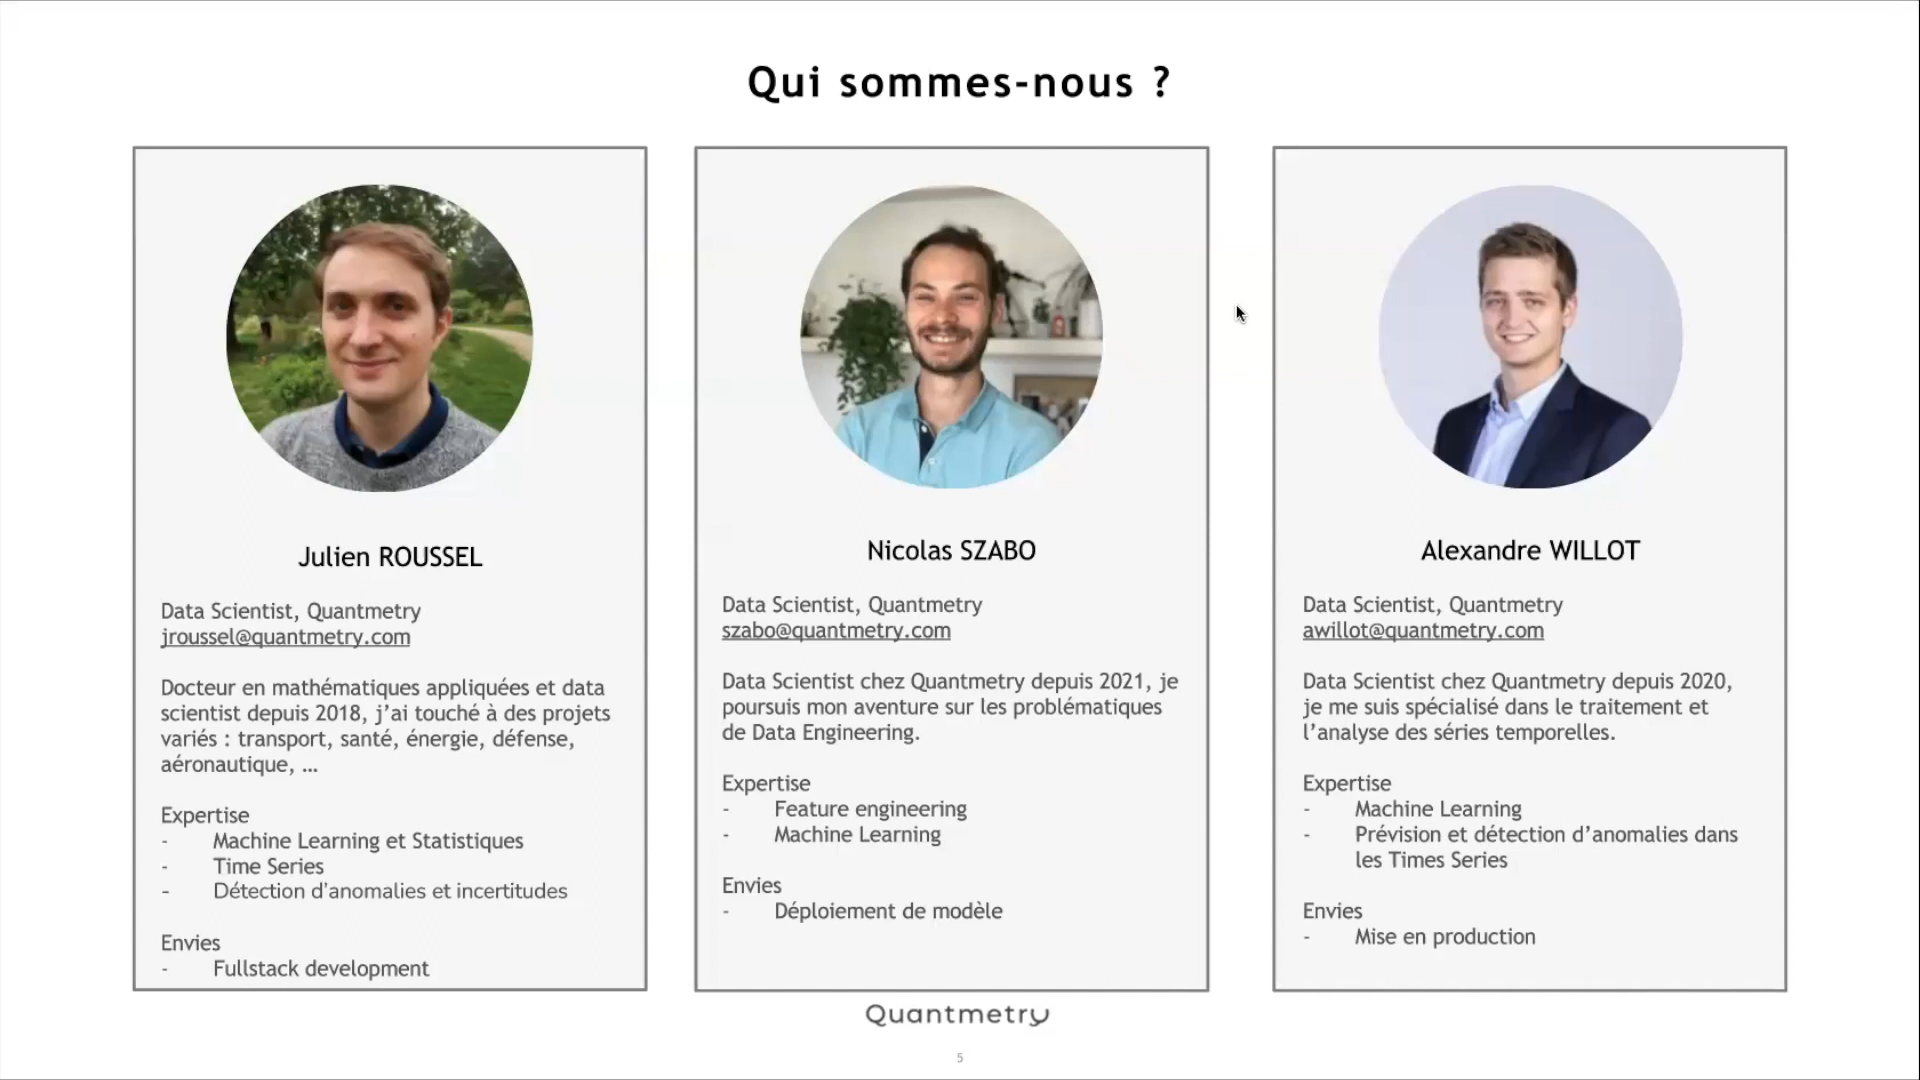 Qui sommes-nous ?
Julien ROUSSEL
Data Scientist, Quantmetry
jroussel@quantmetry.com
Docteur en mathématiques appliquées et data
scientist depuis 2018, j’ai touché à des projets
variés : transport, santé, énergie, défense,
aéronautique, ...
Expertise
- Machine Learning et Statistiques
- Time Series
- Détection d'anomalies et incertitudes
Envies
- Fullstack development
Nicolas SZABO
Data Scientist, Quantmetry
szabo@quantmetry.com
Data Scientist chez Quantmetry depuis 2021, je
poursuis mon aventure sur les problématiques
de Data Engineering.
Expertise
- Feature engineering
- Machine Learning
Envies
- Déploiement de modèle
Alexandre WILLOT
Data Scientist, Quantmetry
awillot@quantmetry.com
Data Scientist chez Quantmetry depuis 2020,
je me suis spécialisé dans le traitement et
l’analyse des séries temporelles.
Expertise
- Machine Learning
- Prévision et détection d’anomalies dans
les Times Series
Envies
- Mise en production
Quantmetry
5